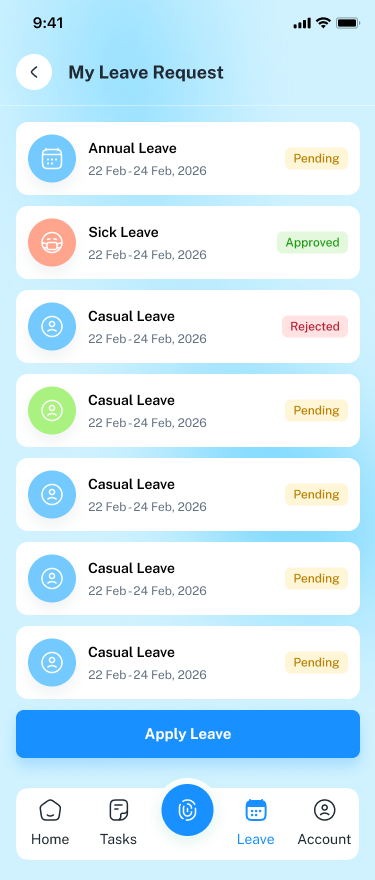 9:41
My Leave Request
Annual Leave
22 Feb - 24 Feb, 2026
Pending
Sick Leave
22 Feb - 24 Feb, 2026
Approved
Casual Leave
22 Feb - 24 Feb, 2026
Rejected
Casual Leave
22 Feb - 24 Feb, 2026
Pending
Casual Leave
22 Feb - 24 Feb, 2026
Pending
Casual Leave
22 Feb - 24 Feb, 2026
Pending
Casual Leave
22 Feb - 24 Feb, 2026
Pending
Apply Leave
Home Tasks Leave Account